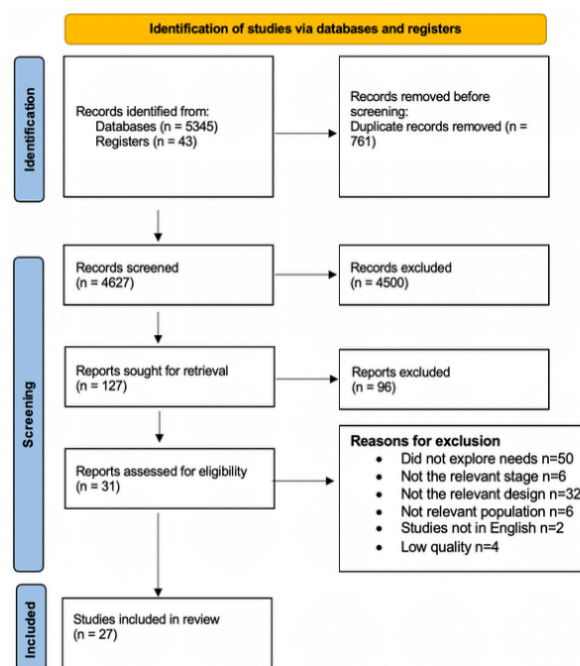 Identification of studies via databases and registers
Identification
Records identified from:
Databases (n = 5345)
Registers (n = 43)
Records removed before
screening:
Duplicate records removed (n =
761)
Screening
Records screened
(n = 4627)
Records excluded
(n = 4500)
Reports sought for retrieval
(n = 127)
Reports excluded
(n = 96)
Reports assessed for eligibility
(n = 31)
Reasons for exclusion
• Did not explore needs n=50
• Not the relevant stage n=6
• Not the relevant design n=32
• Not relevant population n=6
• Studies not in English n=2
• Low quality n=4
Included
Studies included in review
(n = 27)